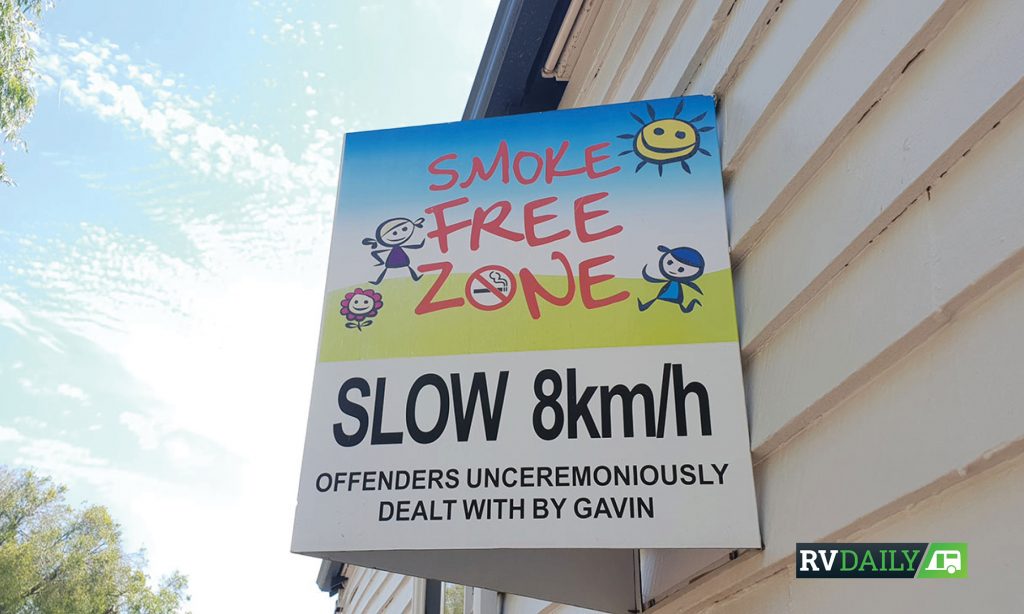 SMOKE
FREE
ZONE
SLOW 8km/h
OFFENDERS UNCEREMONIOUSLY
DEALT WITH BY GAVIN
RVDAILY